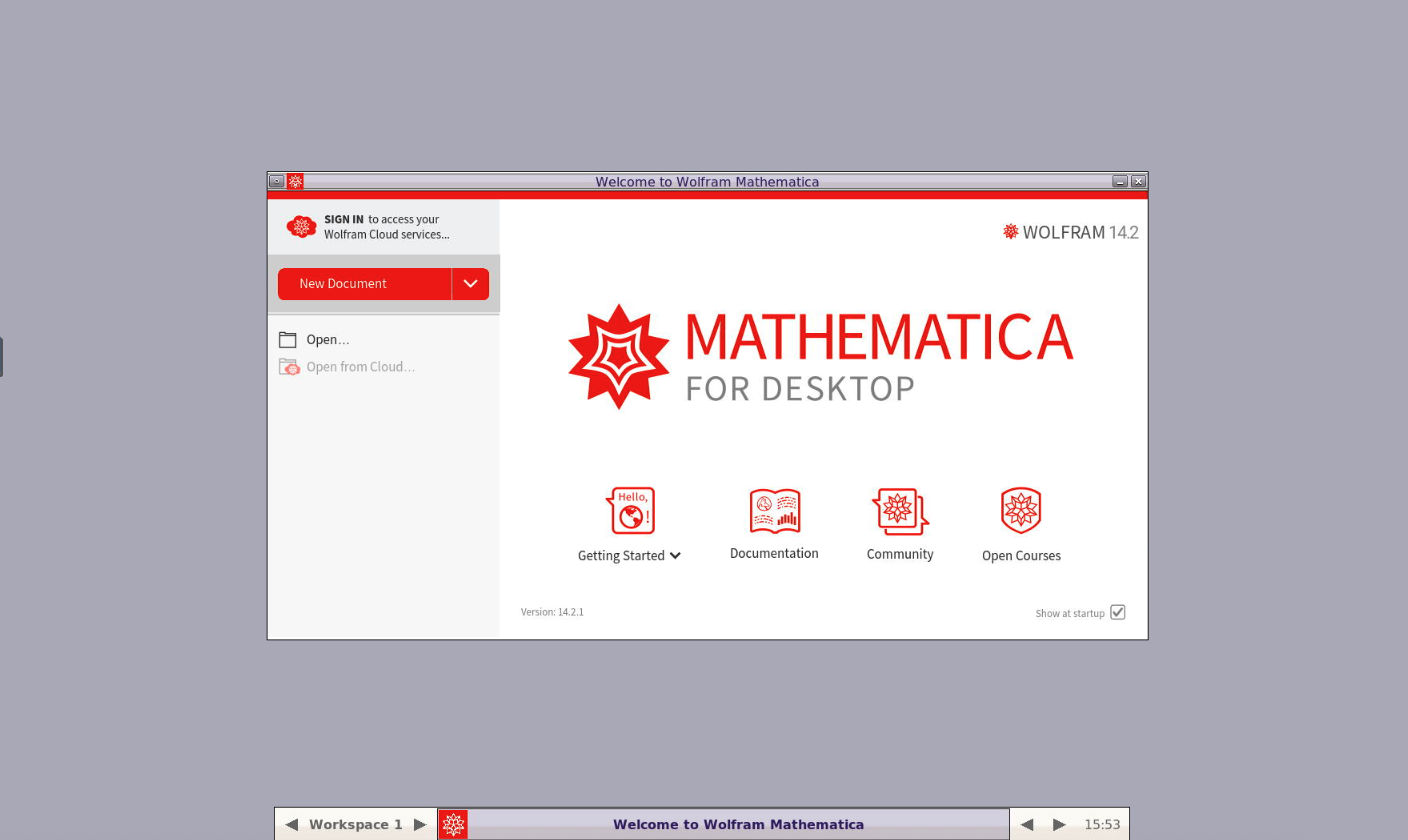 Welcome to Wolfram Mathematica
SIGN IN to access your
Wolfram Cloud services...
WOLFRAM 14.2
New Document
Open...
Open from Cloud...
MATHEMATICA
FOR DESKTOP
Hello,
!
Getting Started
Documentation
Community
Open Courses
Version: 14.2.1
Show at startup
Workspace 1
Welcome to Wolfram Mathematica
15:53